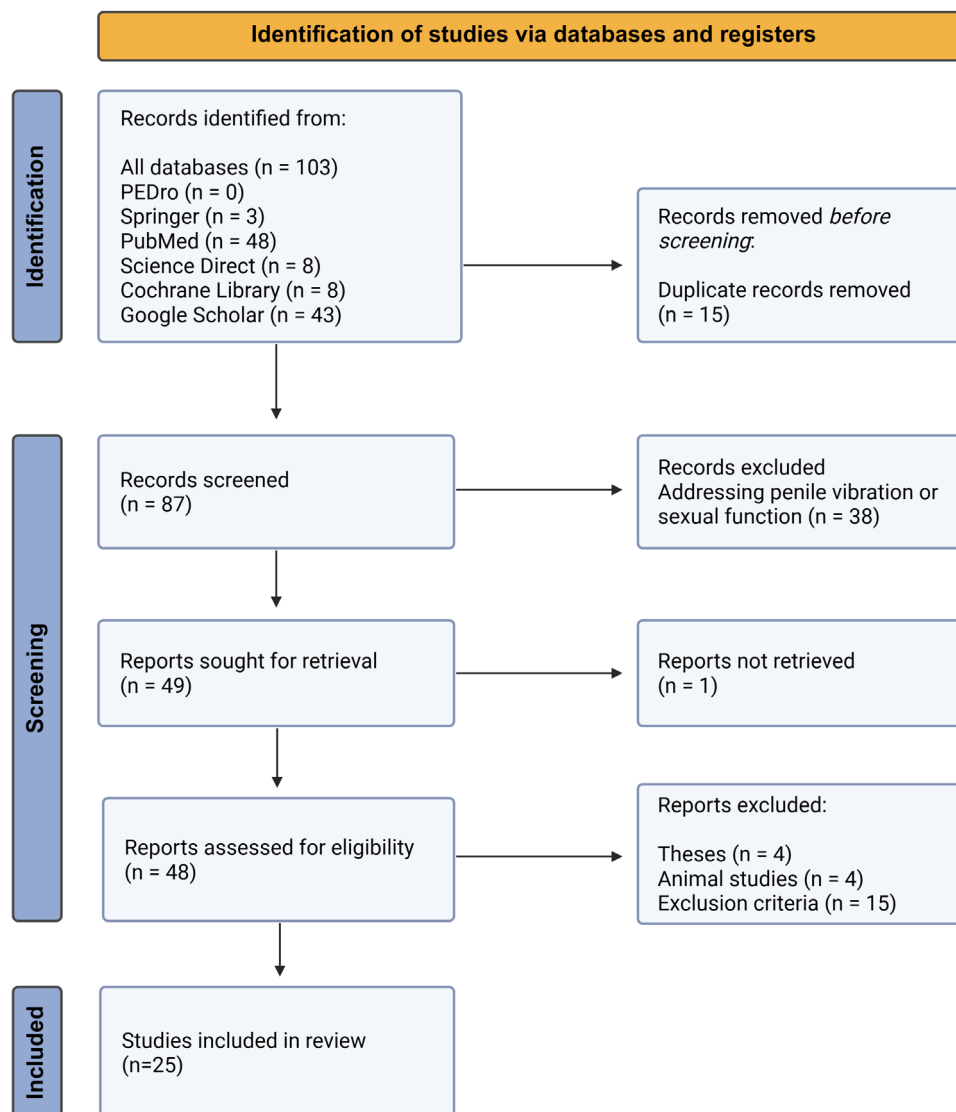 Identification of studies via databases and registers
Identification
Records identified from:
All databases (n = 103)
PEDro (n = 0)
Springer (n = 3)
PubMed (n = 48)
Science Direct (n = 8)
Cochrane Library (n = 8)
Google Scholar (n = 43)
Records removed before
screening:
Duplicate records removed
(n = 15)
Screening
Records screened
(n = 87)
Records excluded
Addressing penile vibration or
sexual function (n = 38)
Reports sought for retrieval
(n = 49)
Reports not retrieved
(n = 1)
Reports assessed for eligibility
(n = 48)
Reports excluded:
Theses (n = 4)
Animal studies (n = 4)
Exclusion criteria (n = 15)
Included
Studies included in review
(n=25)